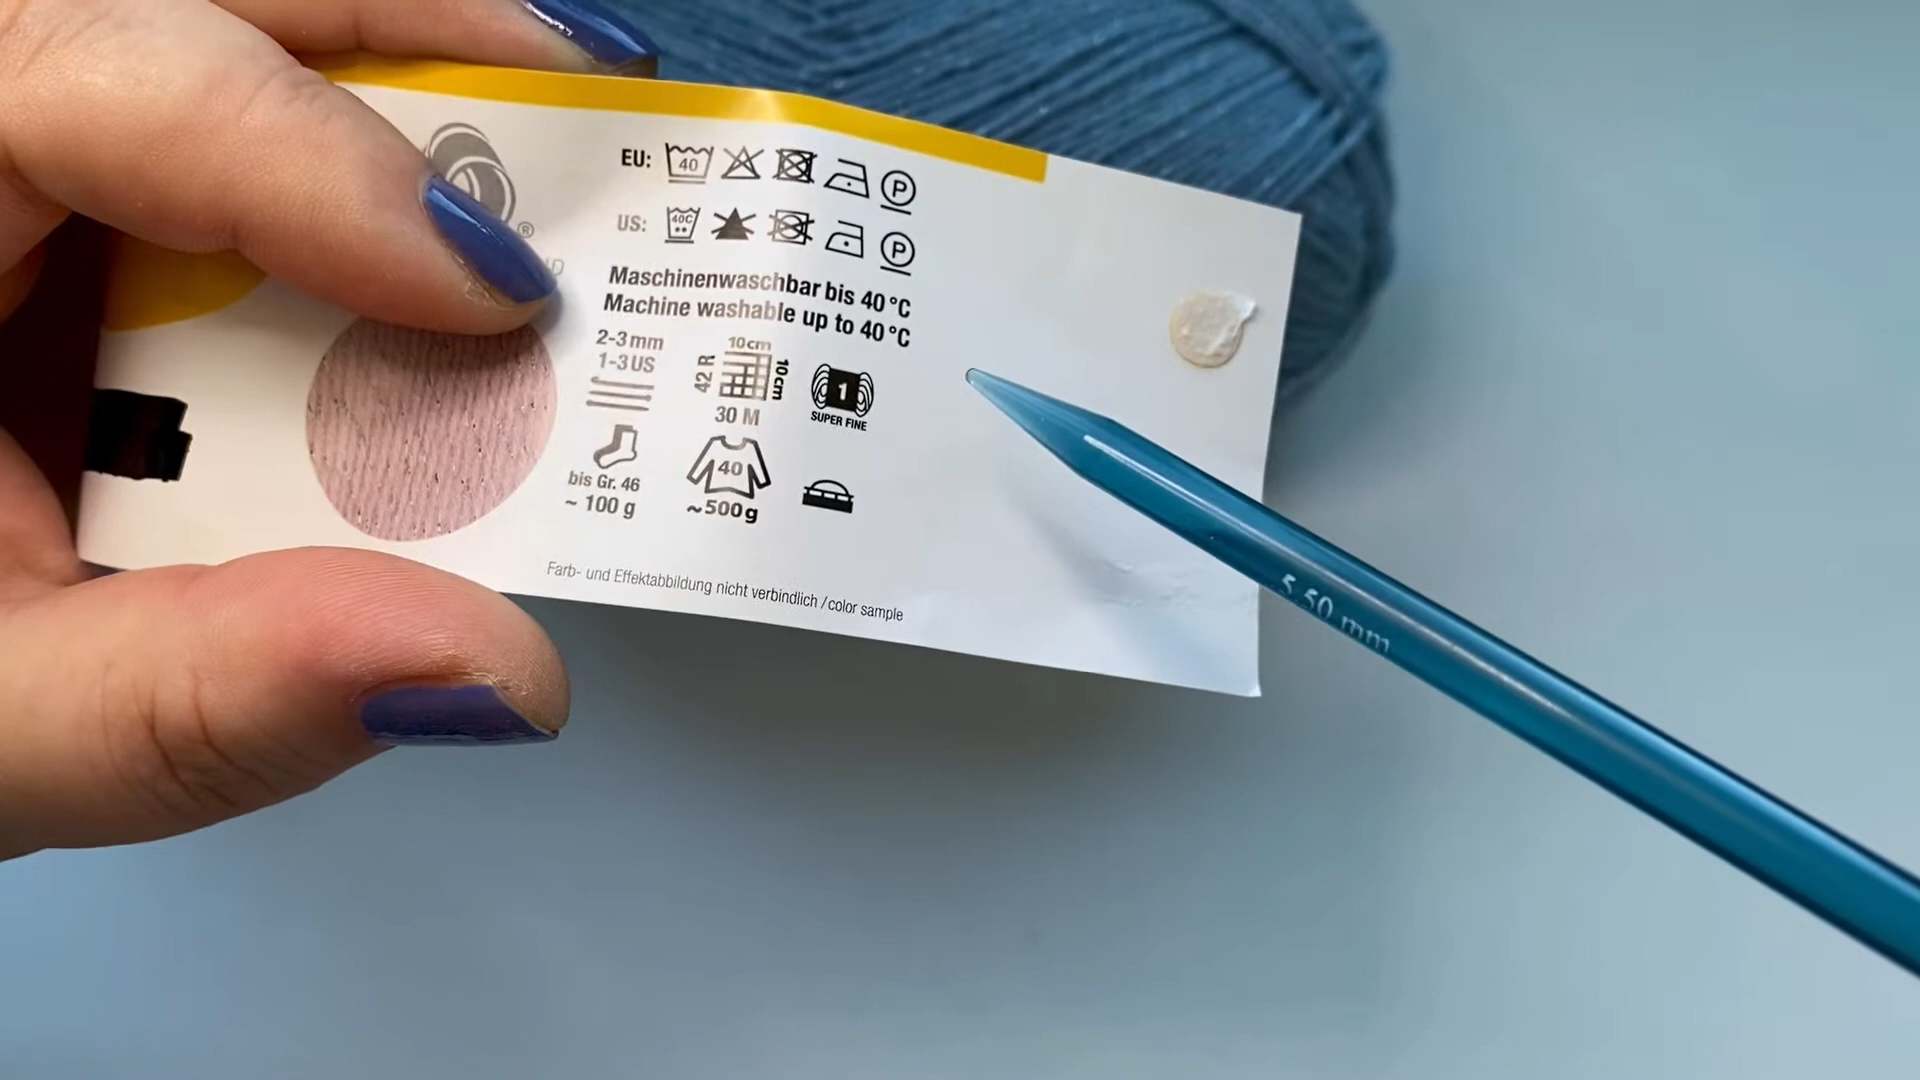 EU: 40 P
US: 40C P
Maschinenwaschbar bis 40 °C
Machine washable up to 40 °C
2-3 mm
1-3 US
10 cm
42 R
10 cm
30 M
1
SUPER FINE
bis Gr. 46
~ 100 g
40
~500 g
Farb- und Effektabbildung nicht verbindlich / color sample
5.50 mm
®